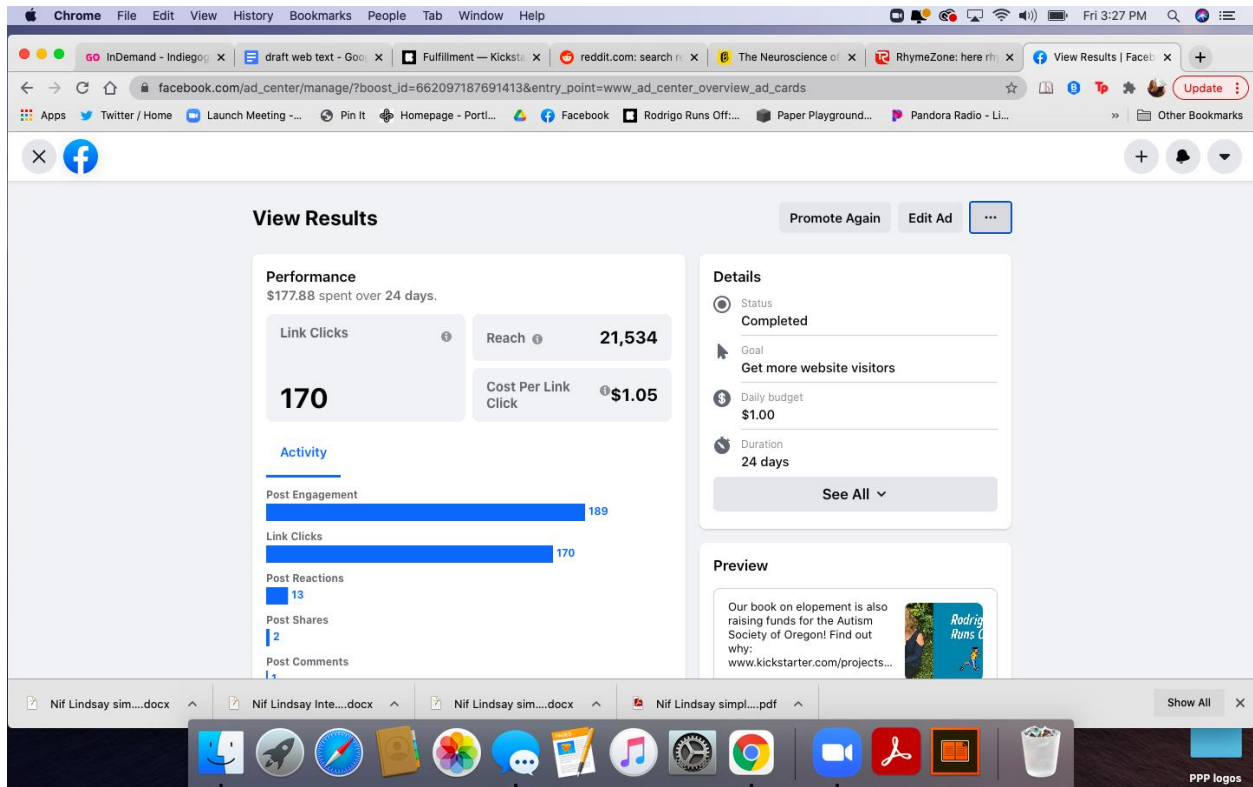 Chrome File Edit View History Bookmarks People Tab Window Help Fri 3:27 PM
GO InDemand - Indiegog draft web text - Goo Fulfillment — Kicksta reddit.com: search r The Neuroscience of RhymeZone: here rh View Results | Faceb
facebook.com/ad_center/manage/?boost_id=662097187691413&entry_point=www_ad_center_overview_ad_cards Tp Update
Apps Twitter / Home Launch Meeting -... Pin It Homepage - Portl... Facebook Rodrigo Runs Off:... Paper Playground... Pandora Radio - Li... » Other Bookmarks
View Results
Promote Again Edit Ad ...
Performance
$177.88 spent over 24 days.
Link Clicks
170
Reach 21,534
Cost Per Link
Click
$1.05
Activity
Post Engagement
189
Link Clicks
170
Post Reactions
13
Post Shares
2
Post Comments
1
Details
Status
Completed
Goal
Get more website visitors
Daily budget
$1.00
Duration
24 days
See All
Preview
Our book on elopement is also
raising funds for the Autism
Society of Oregon! Find out
why:
www.kickstarter.com/projects...
Rodrig
Runs O
Nif Lindsay sim....docx Nif Lindsay Inte....docx Nif Lindsay sim....docx Nif Lindsay simpl....pdf Show All
PAGES
PPP logos